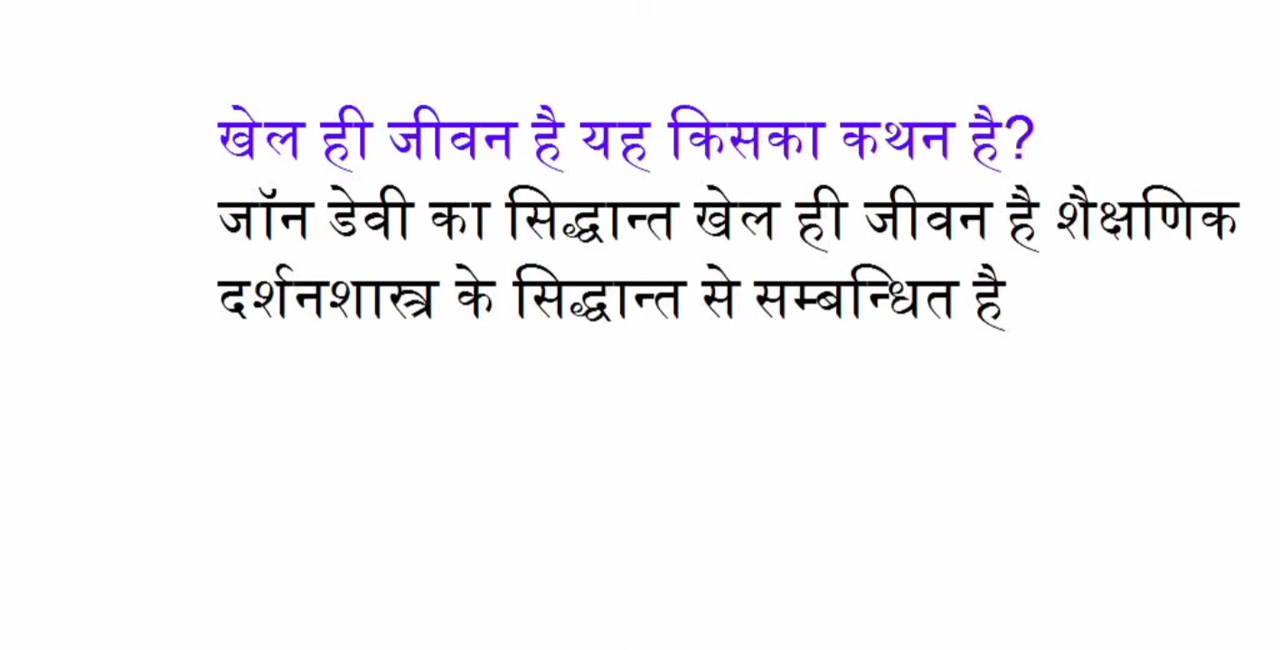 खेल ही जीवन है यह किसका कथन है?
जॉन डेवी का सिद्धान्त खेल ही जीवन है शैक्षणिक
दर्शनशास्त्र के सिद्धान्त से सम्बन्धित है